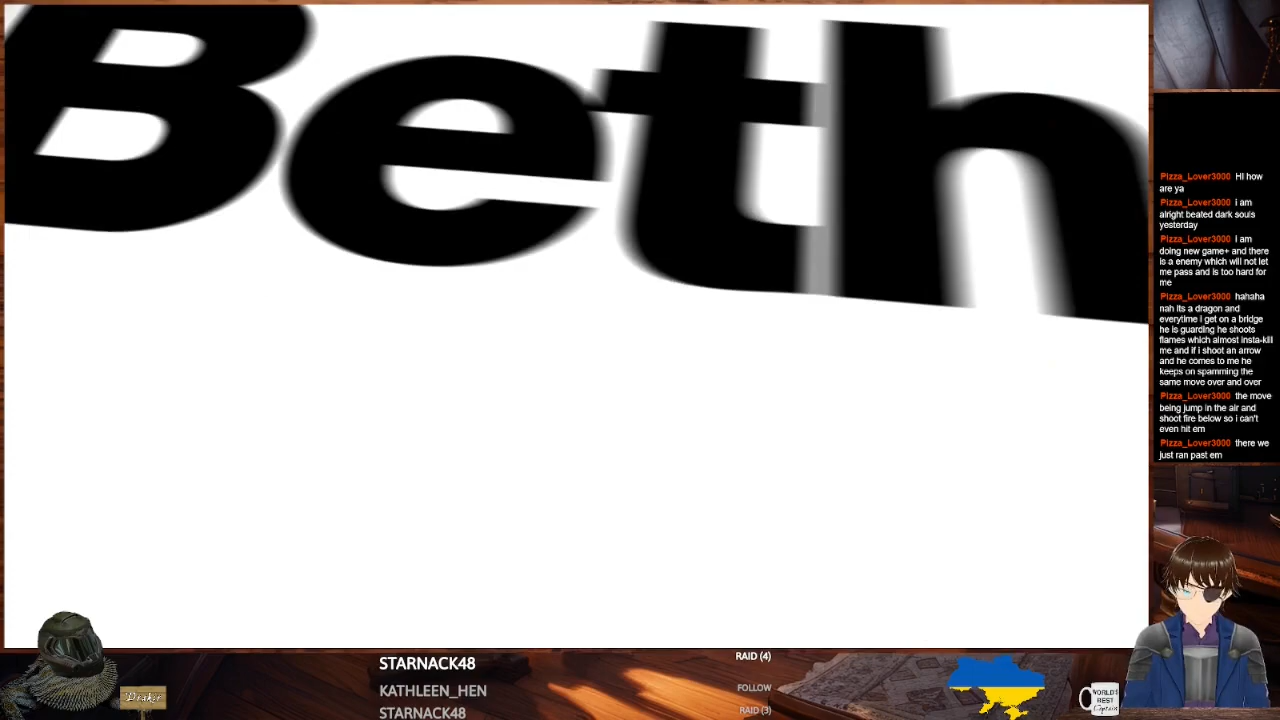 Beth
Pizza_Lover3000 Hi how
are ya
Pizza_Lover3000 i am
alright beated dark souls
yesterday
Pizza_Lover3000 I am
doing new game+ and there
is a enemy which will not let
me pass and is too hard for
me
Pizza_Lover3000 hahaha
nah its a dragon and
everytime i get on a bridge
he is guarding he shoots
flames which almost insta-kill
me and if i shoot an arrow
and he comes to me he
keeps on spamming the
same move over and over
Pizza_Lover3000 the move
being jump in the air and
shoot fire below so i can't
even hit em
Pizza_Lover3000 there we
just ran past em
STARNACK48 RAID (4)
KATHLEEN_HEN FOLLOW
STARNACK48 RAID (3)
Draker
WORLD'S
BEST
Captain